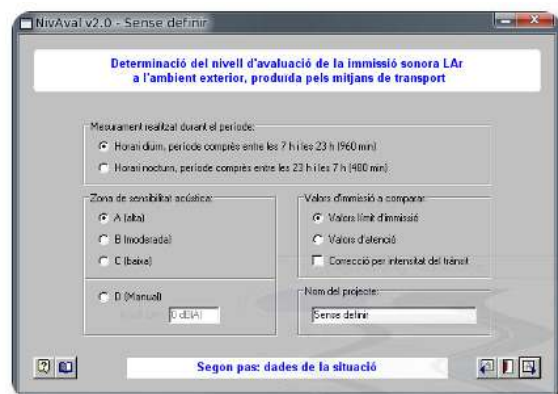 NivAval v2.0 - Sense definir
Determinació del nivell d'avaluació de la immissió sonora LAr
a l'ambient exterior, produïda pels mitjans de transport
Mesurament realitzat durant el període:
Horari diürn, període comprès entre les 7 h i les 23 h (960 min)
Horari nocturn, període comprès entre les 23 h i les 7 h (480 min)
Zona de sensibilitat acústica:
A (alta)
B (moderada)
C (baixa)
D (Manual)
0 dB(A)
Valors d'immissió a comparar
Valors límit d'immissió
Valors d'atenció
Correcció per intensitat del trànsit
Nom del projecte:
Sense definir
Segon pas: dades de la situació